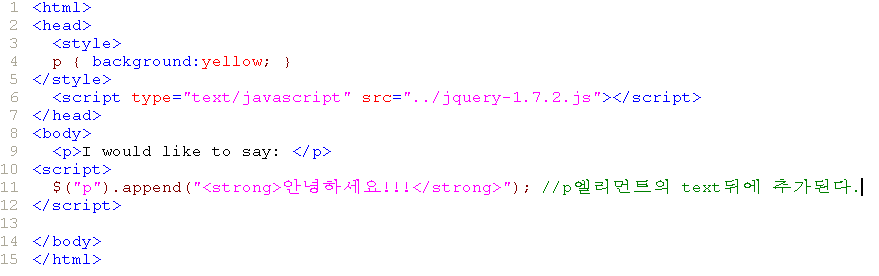 1 <html>
2 <head>
3   <style>
4   p { background:yellow; }
5 </style>
6   <script type="text/javascript" src="../jquery-1.7.2.js"></script>
7 </head>
8 <body>
9   <p>I would like to say: </p>
10 <script>
11   $("p").append("<strong>안녕하세요!!!</strong>"); //p엘리먼트의 text뒤에 추가된다.
12 </script>
13
14 </body>
15 </html>